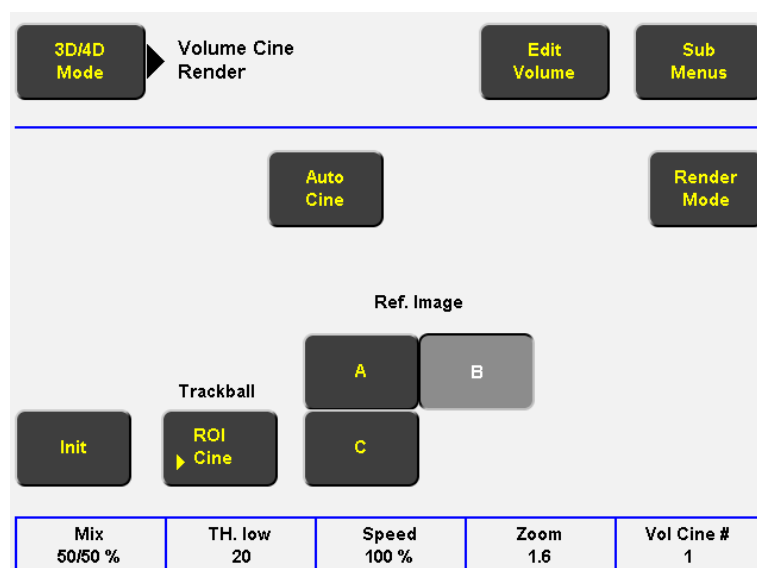 3D/4D
Mode
Volume Cine
Render
Edit
Volume
Sub
Menus
Auto
Cine
Render
Mode
Ref. Image
A
B
Trackball
Init
ROI
Cine
C
Mix
50/50 %
TH. low
20
Speed
100 %
Zoom
1.6
Vol Cine #
1